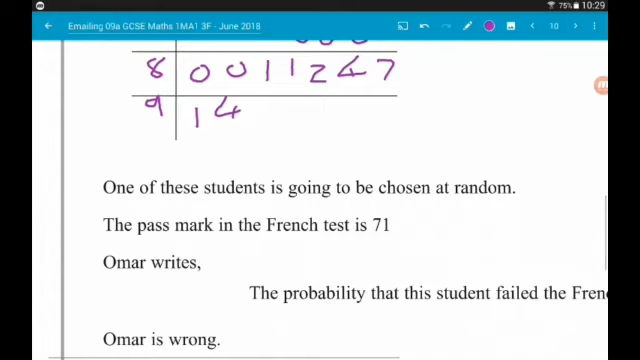 75% 10:29
Emailing 09a GCSE Maths 1MA1 3F - June 2018
10
8 0 0 1 1 2 4 7
9 1 4
One of these students is going to be chosen at random.
The pass mark in the French test is 71
Omar writes,
The probability that this student failed the Fren
Omar is wrong.